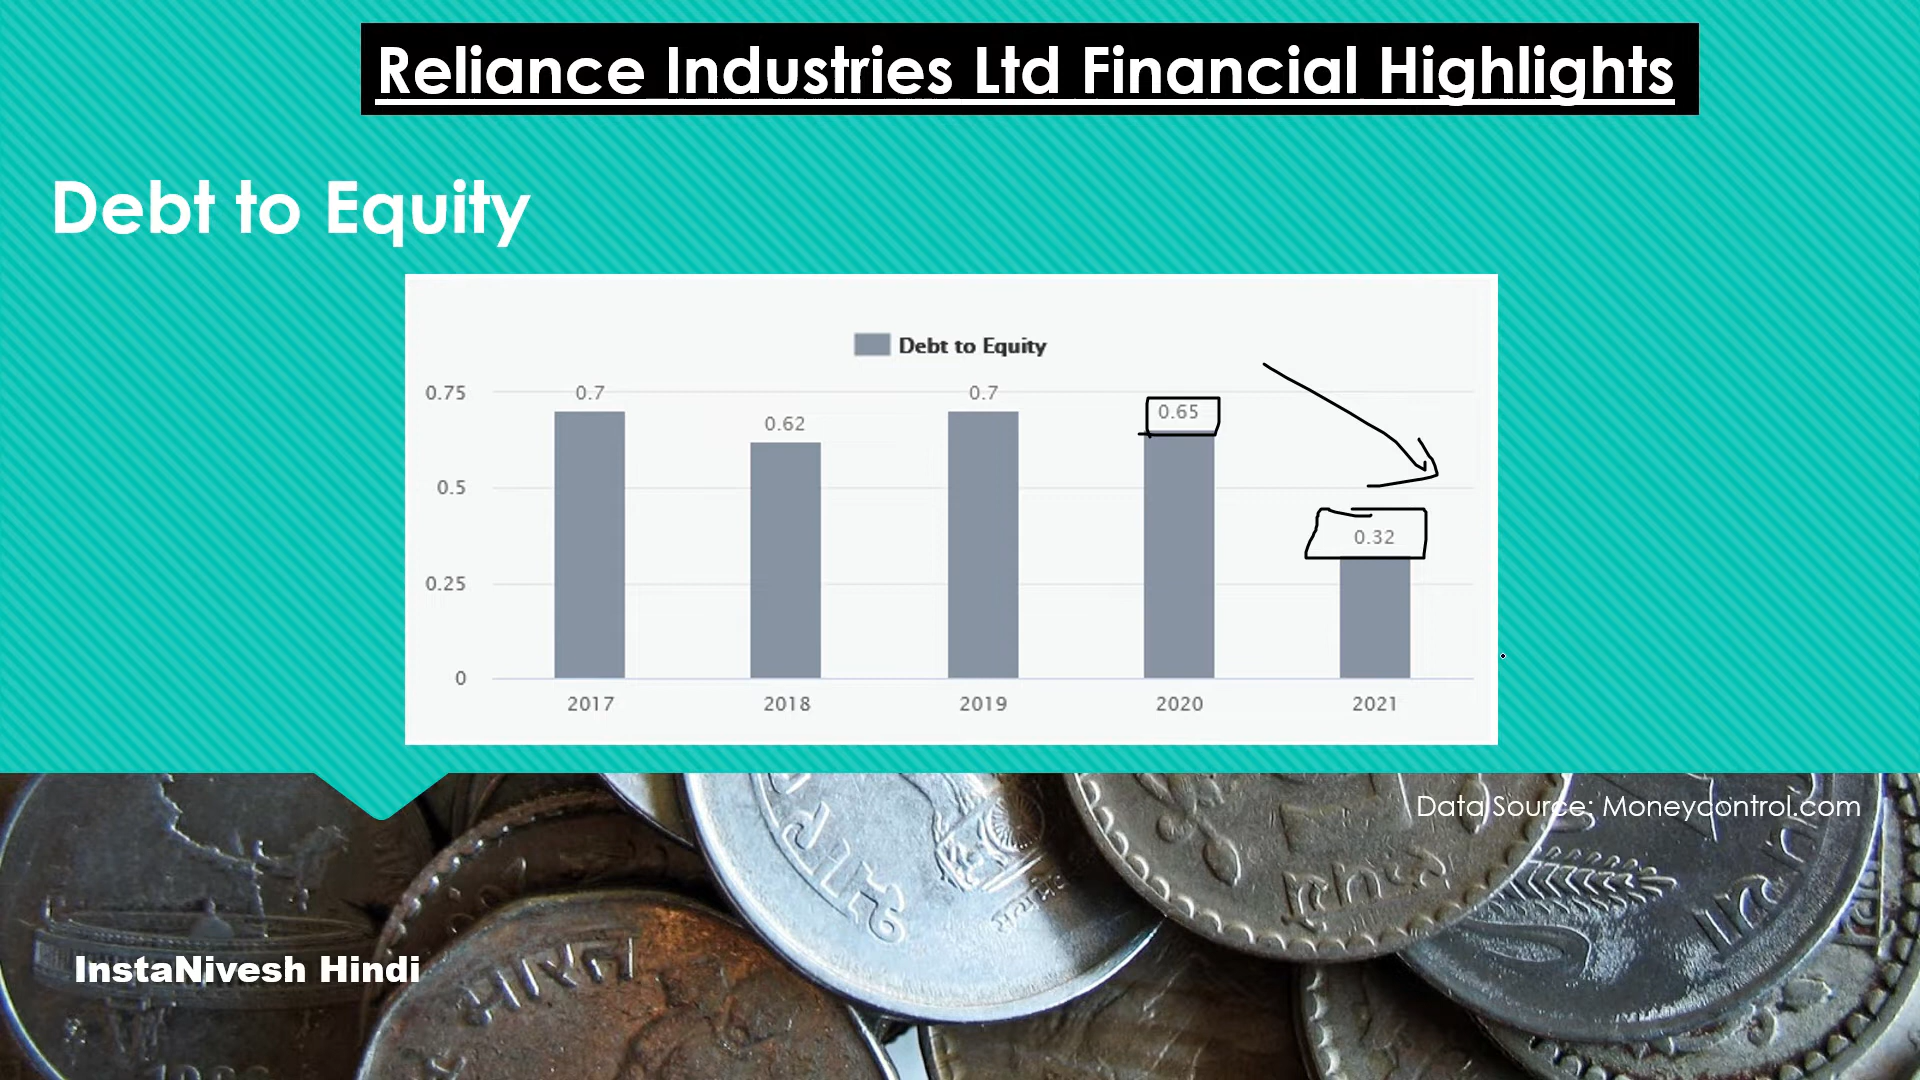 Reliance Industries Ltd Financial Highlights
Debt to Equity
Debt to Equity
0.75
0.5
0.25
0
0.7
0.62
0.7
0.65
0.32
2017 2018 2019 2020 2021
Data Source: Moneycontrol.com
InstaNivesh Hindi